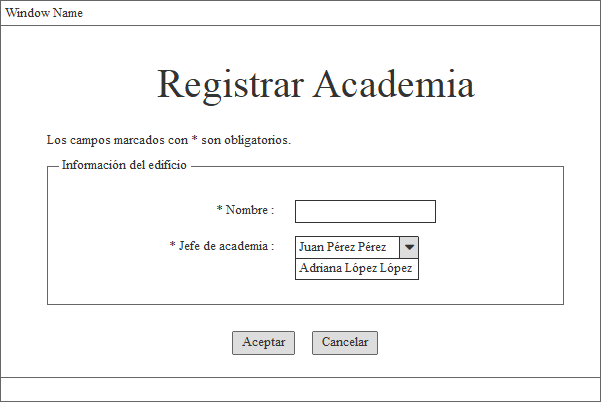 Window Name
Registrar Academia
Los campos marcados con * son obligatorios.
Información del edificio
* Nombre :
* Jefe de academia :
Juan Pérez Pérez
Adriana López López
Aceptar
Cancelar